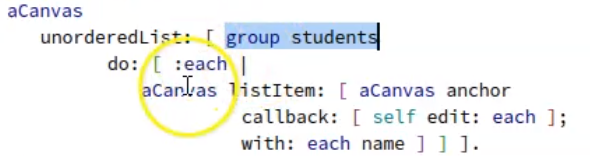 aCanvas
unorderedList: [ group students
do: [ :each |
aCanvas listItem: [ aCanvas anchor
callback: [ self edit: each ];
with: each name ] ] ].